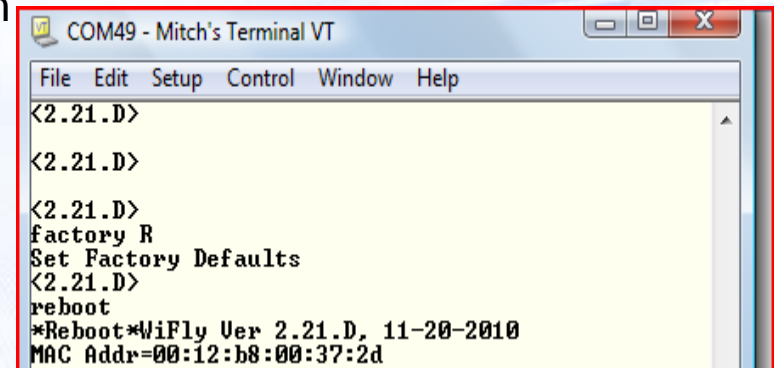 n
COM49 - Mitch's Terminal VT
File Edit Setup Control Window Help
<2.21.D>
<2.21.D>
<2.21.D>
factory R
Set Factory Defaults
<2.21.D>
reboot
*Reboot*WiFly Ver 2.21.D, 11-20-2010
MAC Addr=00:12:b8:00:37:2d